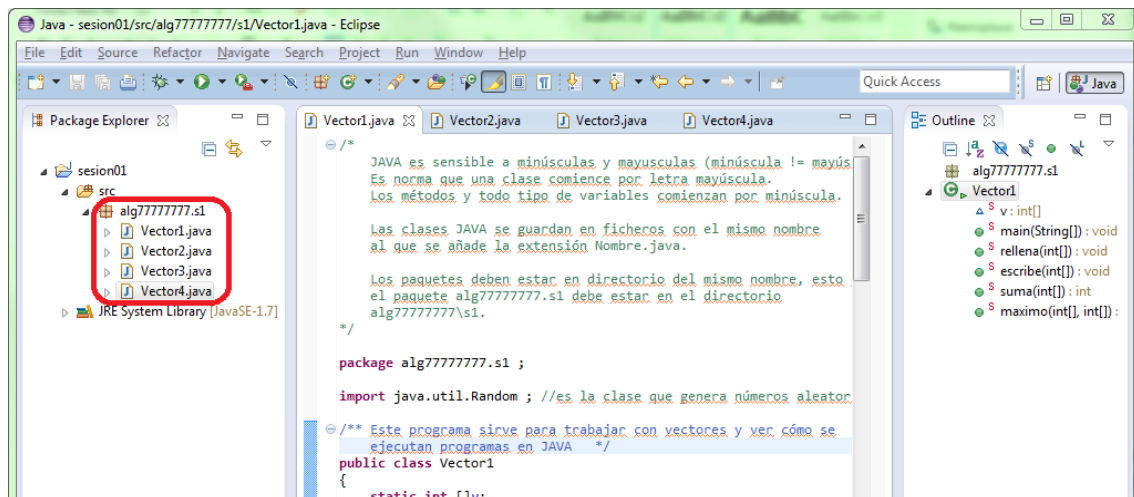 Java - sesion01/src/alg77777777/s1/Vector1.java - Eclipse
File Edit Source Refactor Navigate Search Project Run Window Help
Quick Access
Java
Package Explorer
sesion01
src
alg77777777.s1
Vector1.java
Vector2.java
Vector3.java
Vector4.java
JRE System Library [JavaSE-1.7]
Vector1.java Vector2.java Vector3.java Vector4.java
/*
JAVA es sensible a minúsculas y mayusculas (minúscula != mayús
Es norma que una clase comience por letra mayúscula.
Los métodos y todo tipo de variables comienzan por minúscula.
Las clases JAVA se guardan en ficheros con el mismo nombre
al que se añade la extensión Nombre.java.
Los paquetes deben estar en directorio del mismo nombre, esto
el paquete alg77777777.s1 debe estar en el directorio
alg77777777\s1.
*/
package alg77777777.s1 ;
import java.util.Random ; //es la clase que genera números aleator
/** Este programa sirve para trabajar con vectores y ver cómo se
ejecutan programas en JAVA */
public class Vector1
{
static int []v;
Outline
alg77777777.s1
Vector1
S v : int[]
S main(String[]) : void
S rellena(int[]) : void
S escribe(int[]) : void
S suma(int[]) : int
S maximo(int[], int[]) :